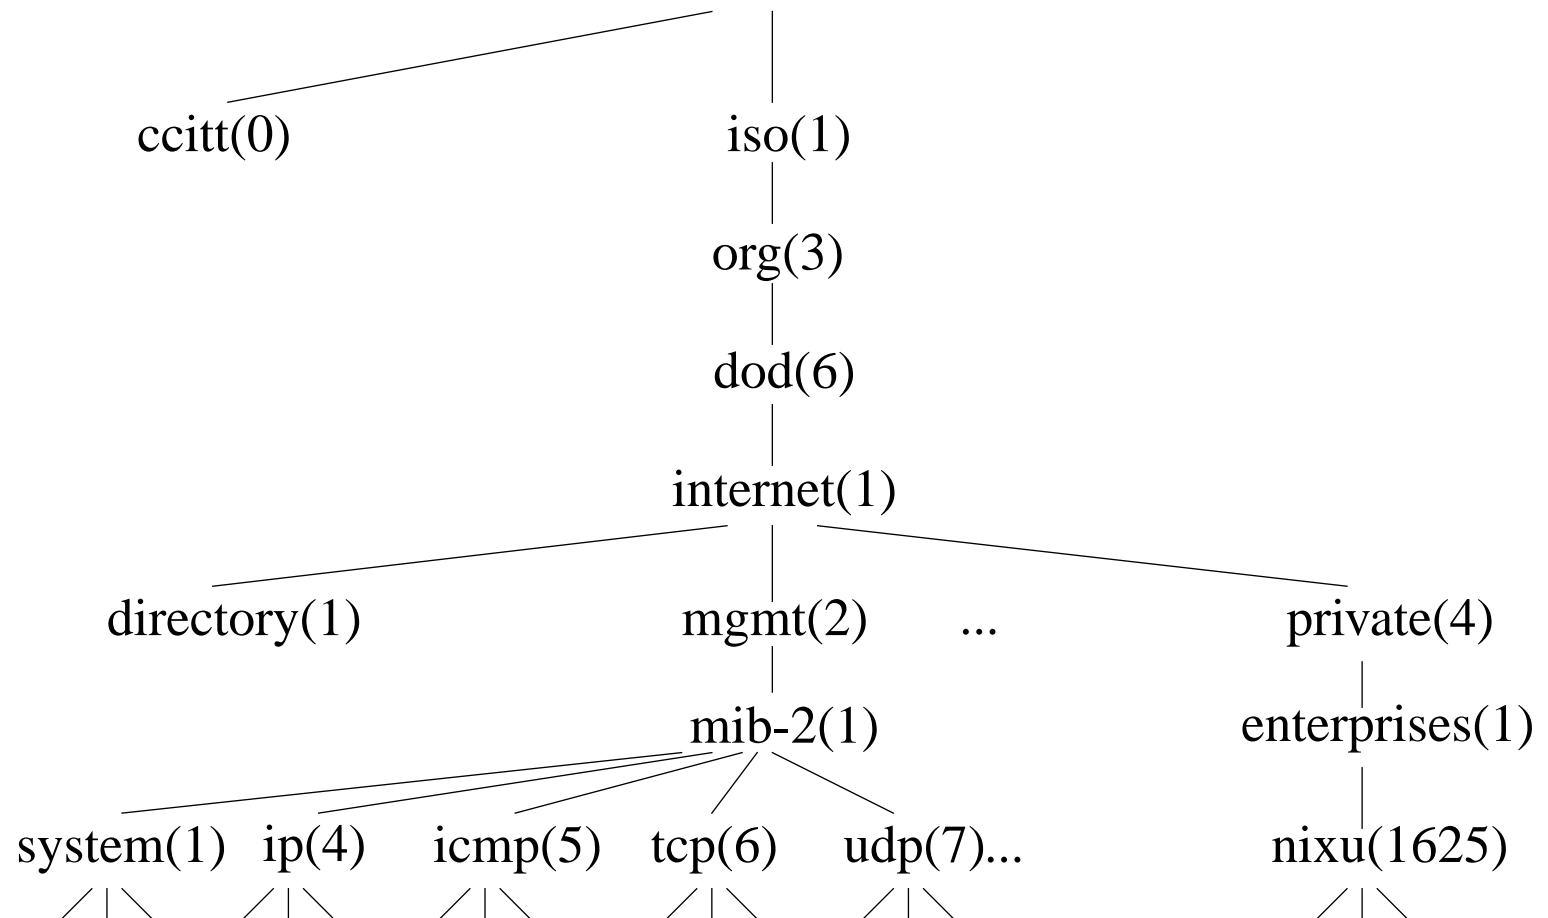 ccitt(0) iso(1)
org(3)
dod(6)
internet(1)
directory(1) mgmt(2) ... private(4)
mib-2(1) enterprises(1)
system(1) ip(4) icmp(5) tcp(6) udp(7)... nixu(1625)